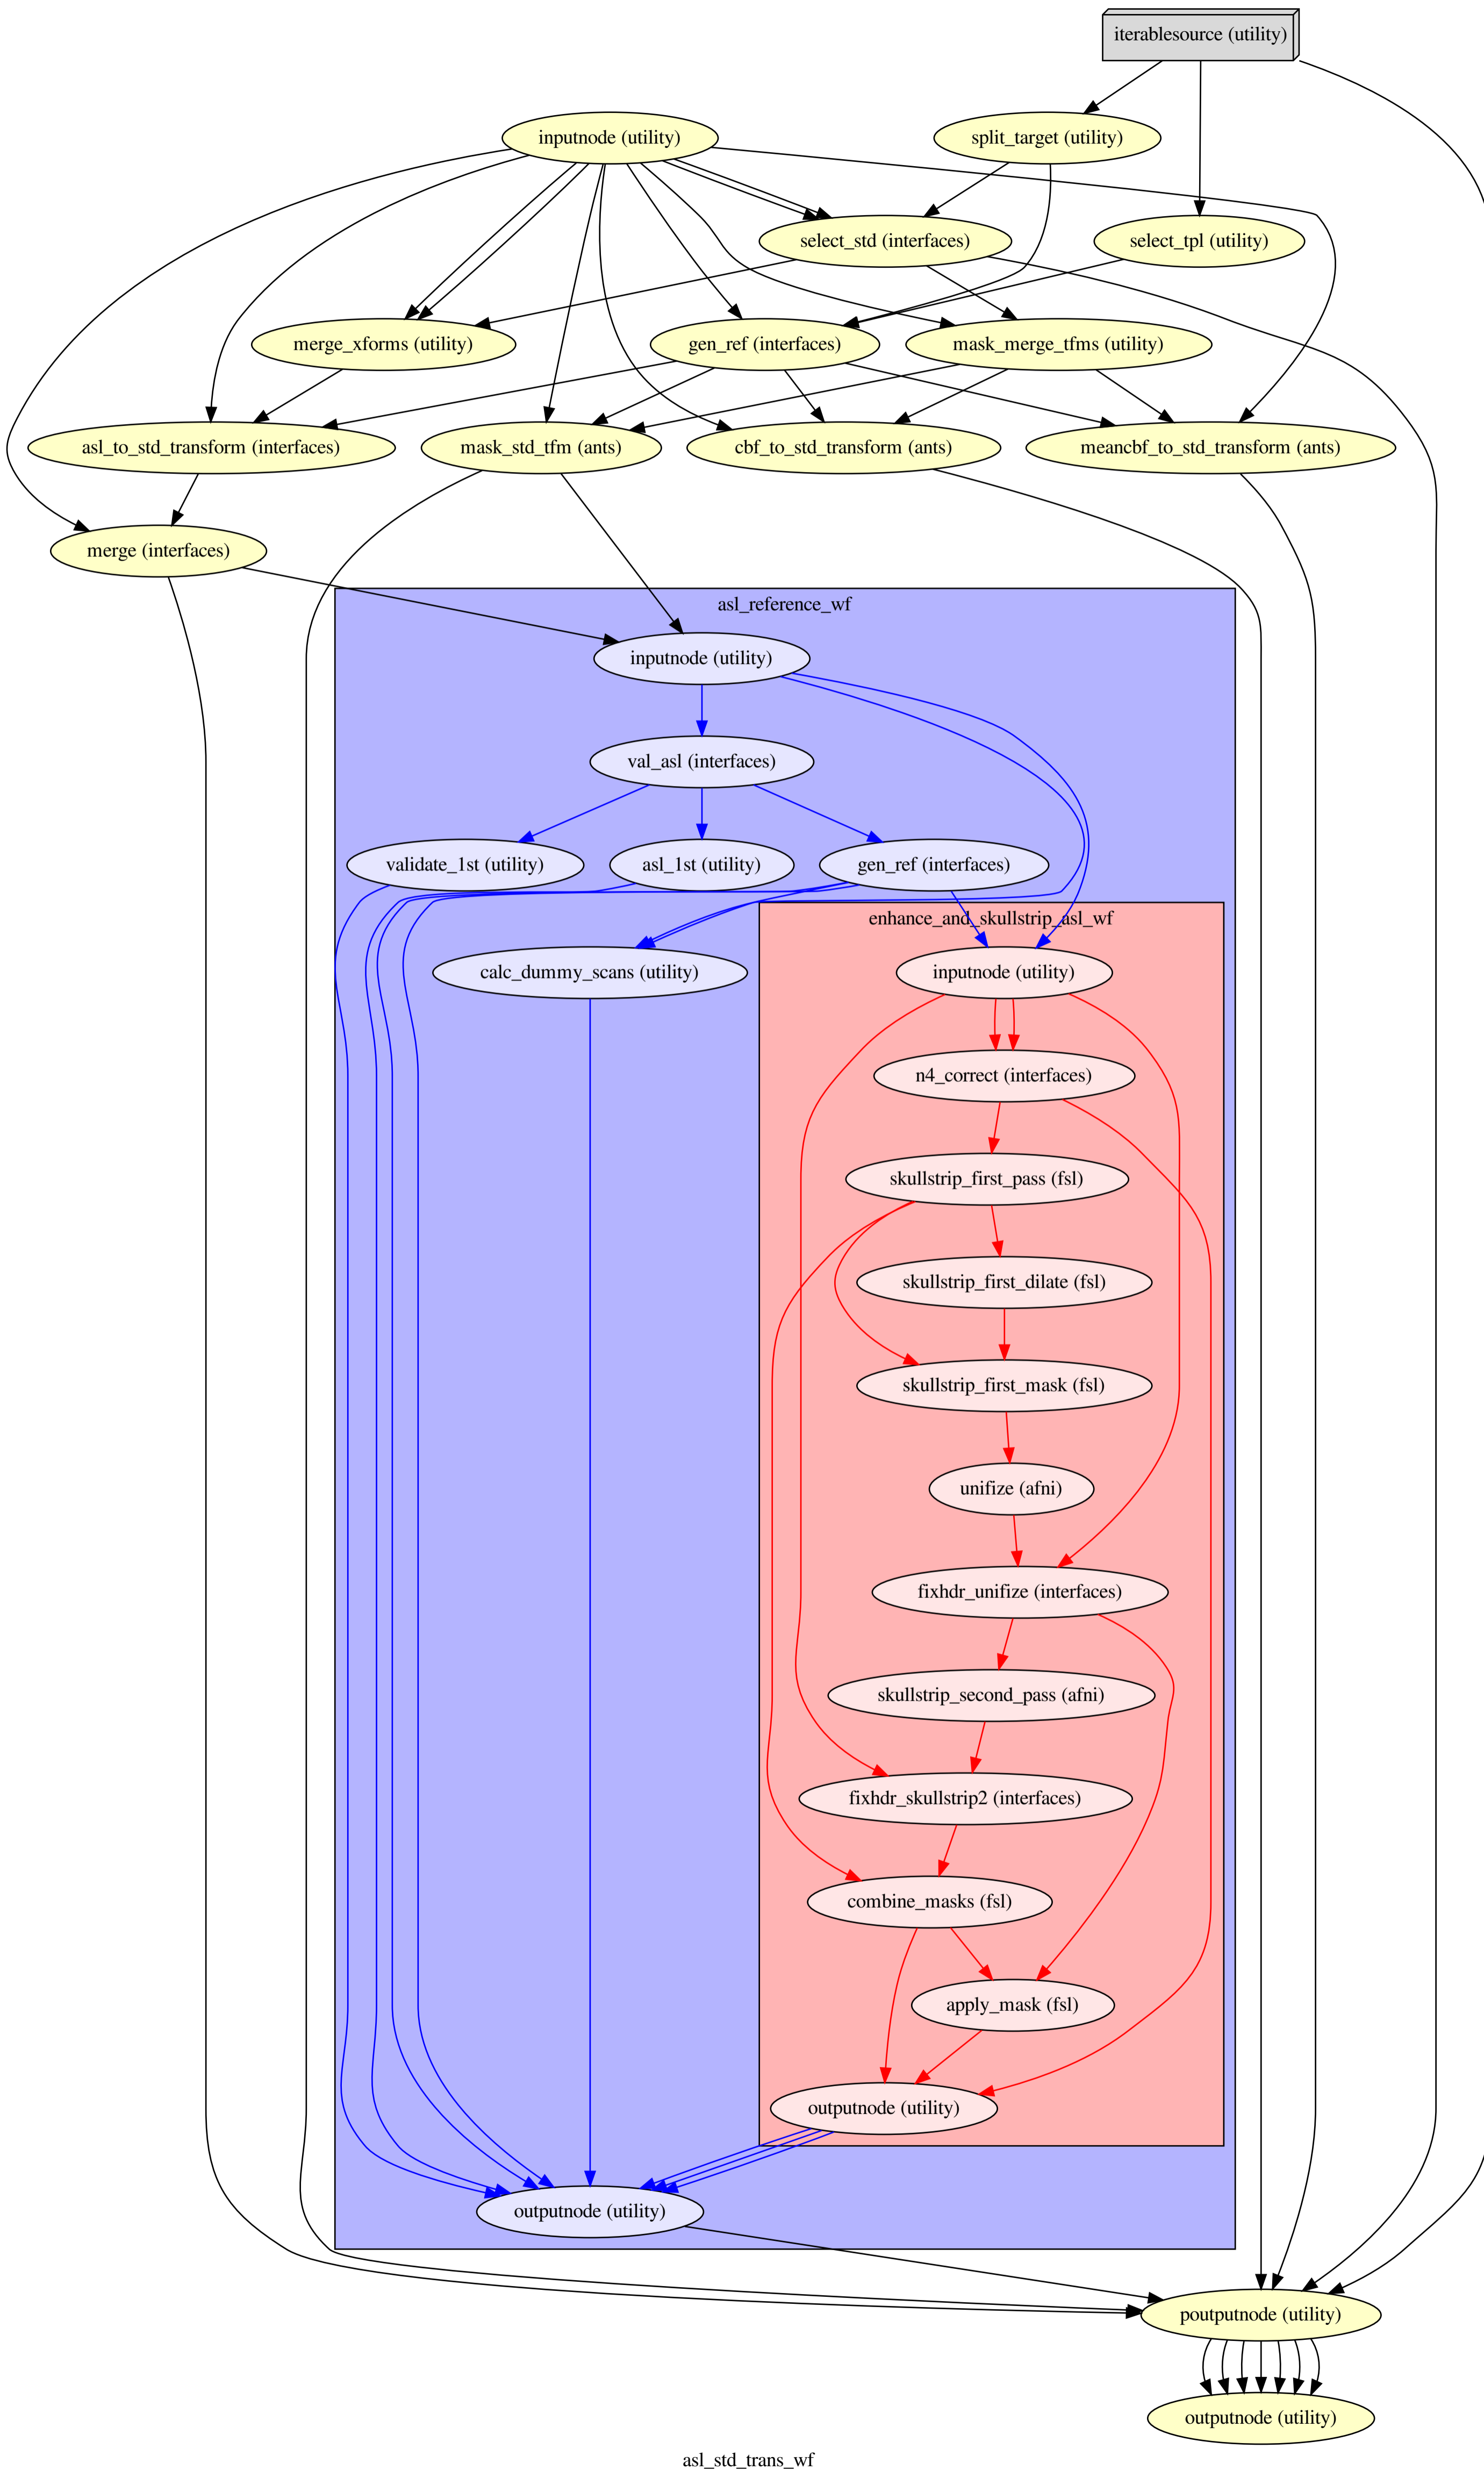 iterablesource (utility)
inputnode (utility)
split_target (utility)
select_std (interfaces)
select_tpl (utility)
merge_xforms (utility)
gen_ref (interfaces)
mask_merge_tfms (utility)
asl_to_std_transform (interfaces)
mask_std_tfm (ants)
cbf_to_std_transform (ants)
meancbf_to_std_transform (ants)
merge (interfaces)
asl_reference_wf
inputnode (utility)
val_asl (interfaces)
validate_1st (utility)
asl_1st (utility)
gen_ref (interfaces)
enhance_and_skullstrip_asl_wf
calc_dummy_scans (utility)
inputnode (utility)
n4_correct (interfaces)
skullstrip_first_pass (fsl)
skullstrip_first_dilate (fsl)
skullstrip_first_mask (fsl)
unifize (afni)
fixhdr_unifize (interfaces)
skullstrip_second_pass (afni)
fixhdr_skullstrip2 (interfaces)
combine_masks (fsl)
apply_mask (fsl)
outputnode (utility)
outputnode (utility)
poutputnode (utility)
outputnode (utility)
asl_std_trans_wf